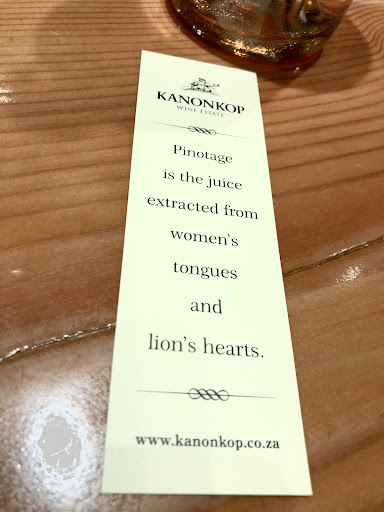 KANONKOP
WINE ESTATE
Pinotage
is the juice
extracted from
women's
tongues
and
lion's hearts.
www.kanonkop.co.za